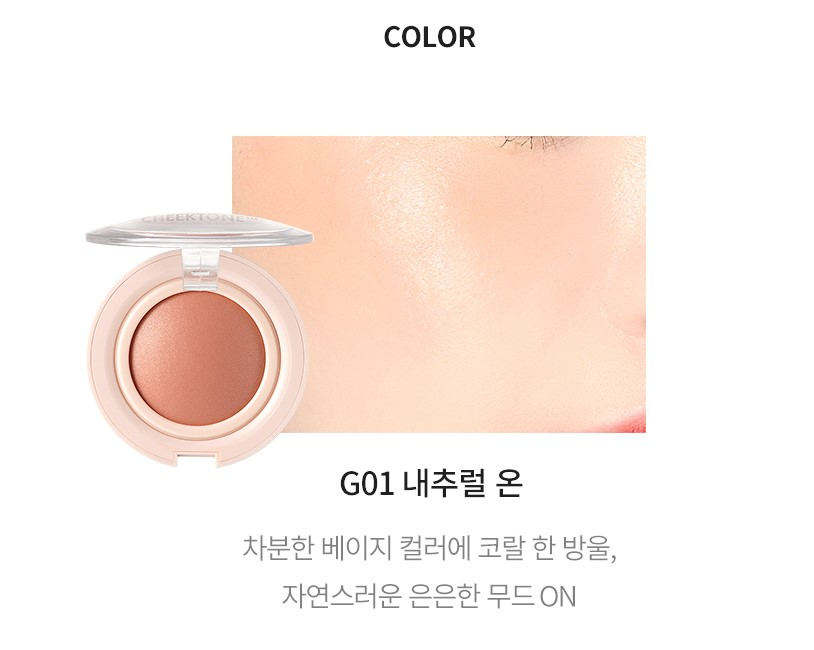 COLOR
CHEEKTONE
G01 내추럴 온
차분한 베이지 컬러에 코랄 한 방울,
자연스러운 은은한 무드 ON